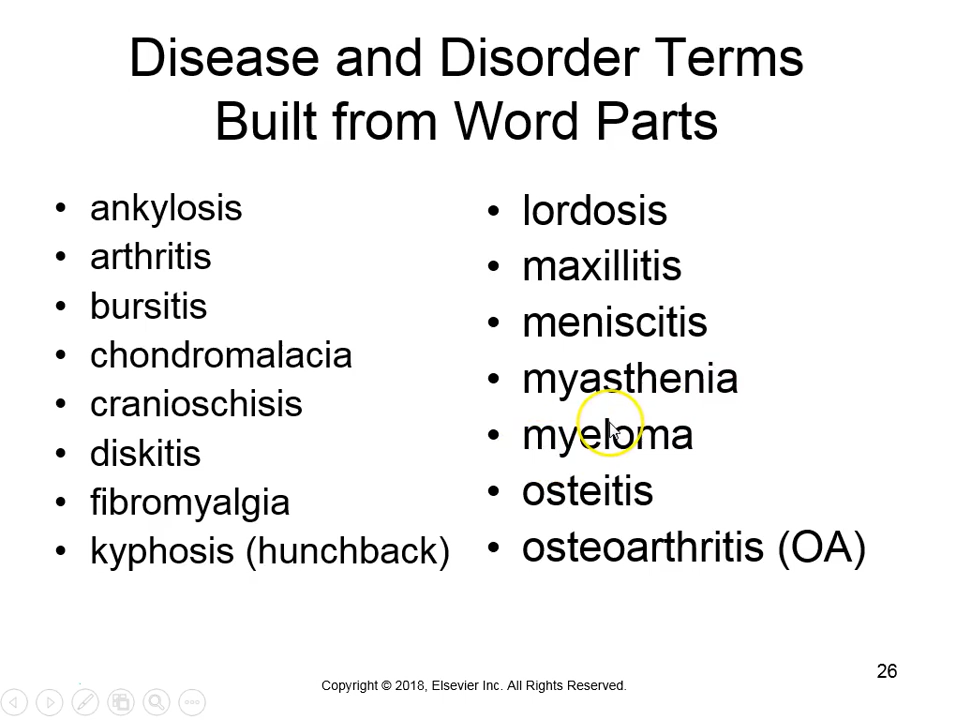 Disease and Disorder Terms
Built from Word Parts
• ankylosis
• arthritis
• bursitis
• chondromalacia
• cranioschisis
• diskitis
• fibromyalgia
• kyphosis (hunchback)
• lordosis
• maxillitis
• meniscitis
• myasthenia
• myeloma
• osteitis
• osteoarthritis (OA)
26
Copyright © 2018, Elsevier Inc. All Rights Reserved.